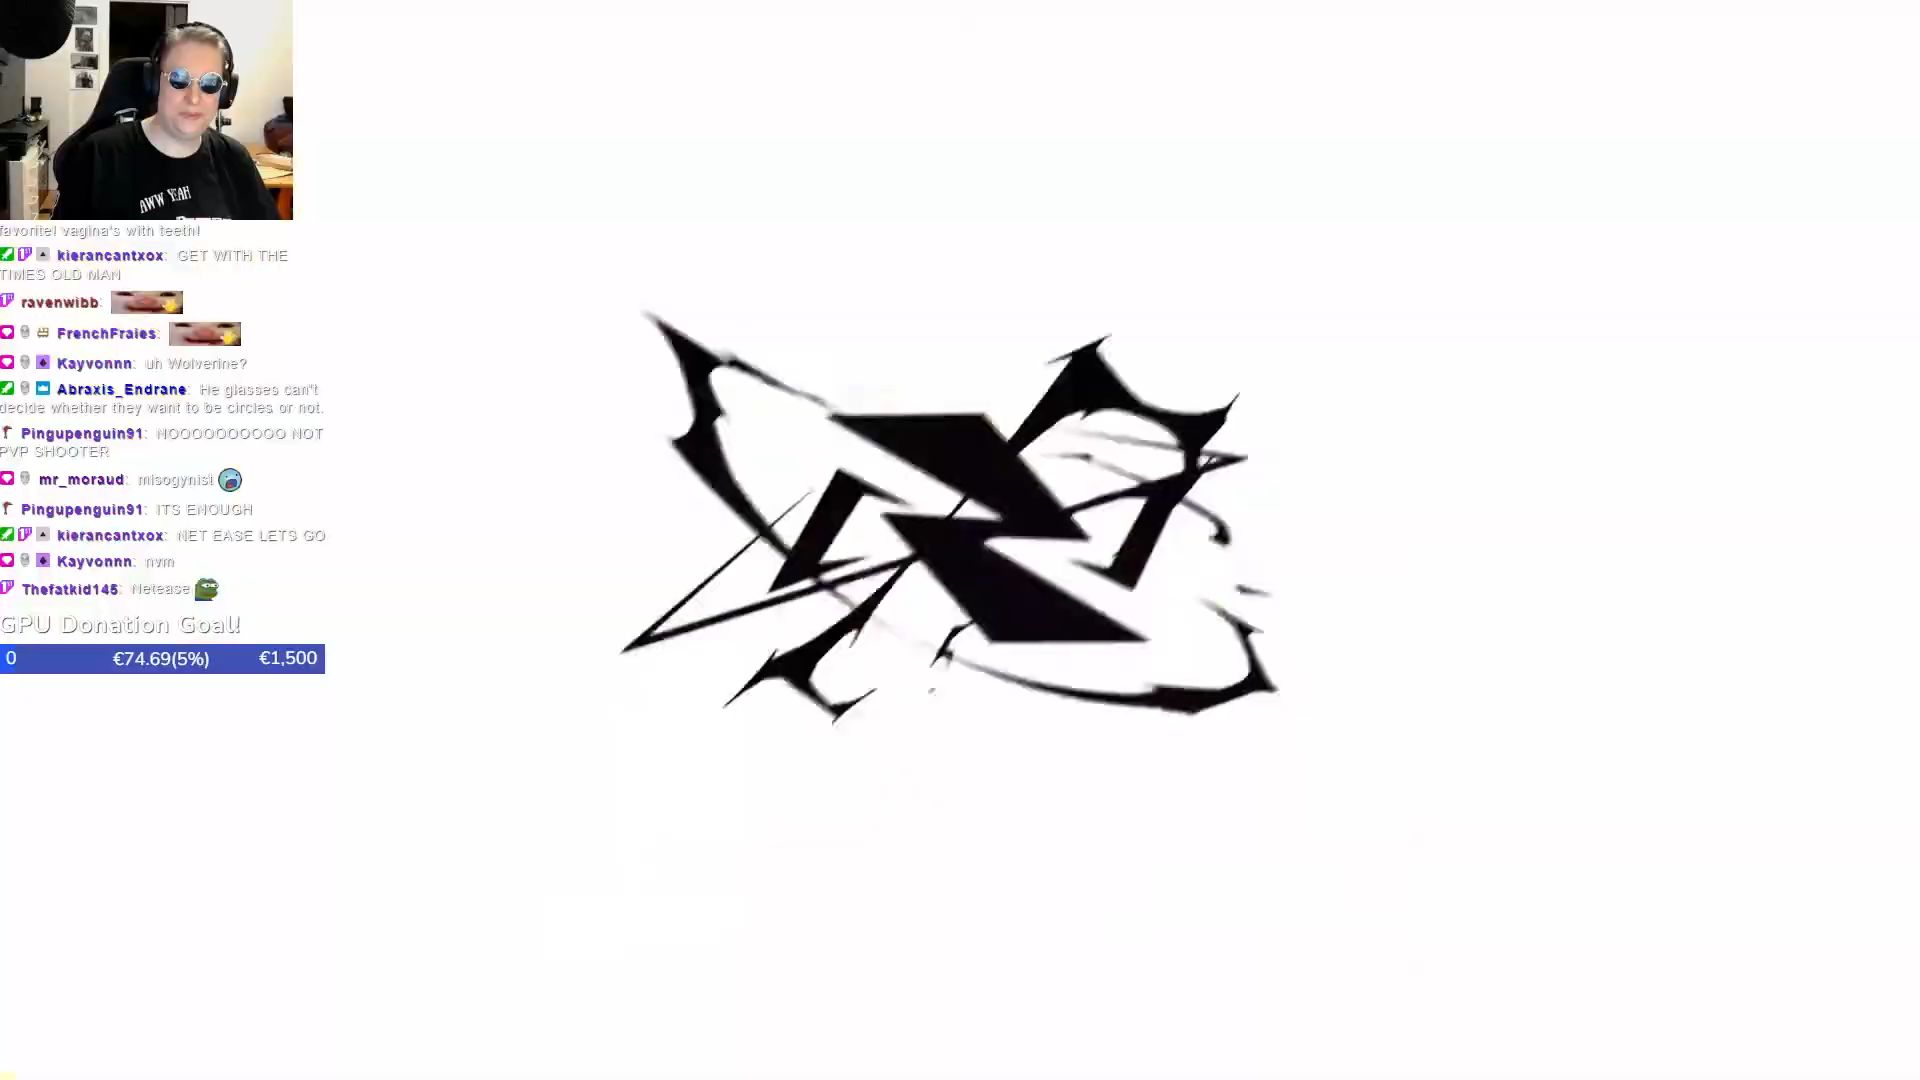 AWW YEAH
favorite! vagina's with teeth!
kierancantxox: GET WITH THE
TIMES OLD MAN
ravenwibb:
FrenchFraies:
Kayvonnn: uh Wolverine?
Abraxis_Endrane: He glasses can't
decide whether they want to be circles or not.
Pingupenguin91: NOOOOOOOOOO NOT
PVP SHOOTER
mr_moraud: misogynist
Pingupenguin91: ITS ENOUGH
kierancantxox: NET EASE LETS GO
Kayvonnn: nvm
Thefatkid145: Netease
GPU Donation Goal!
0 €74.69(5%) €1,500